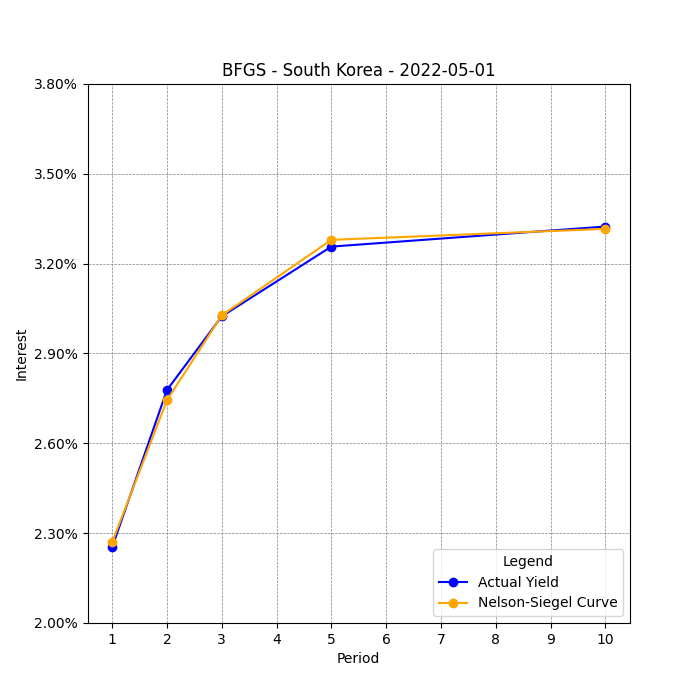 BFGS - South Korea - 2022-05-01
3.80%
3.50%
3.20%
2.90%
2.60%
2.30%
2.00%
Interest
1 2 3 4 5 6 7 8 9 10
Period
Legend
Actual Yield
Nelson-Siegel Curve